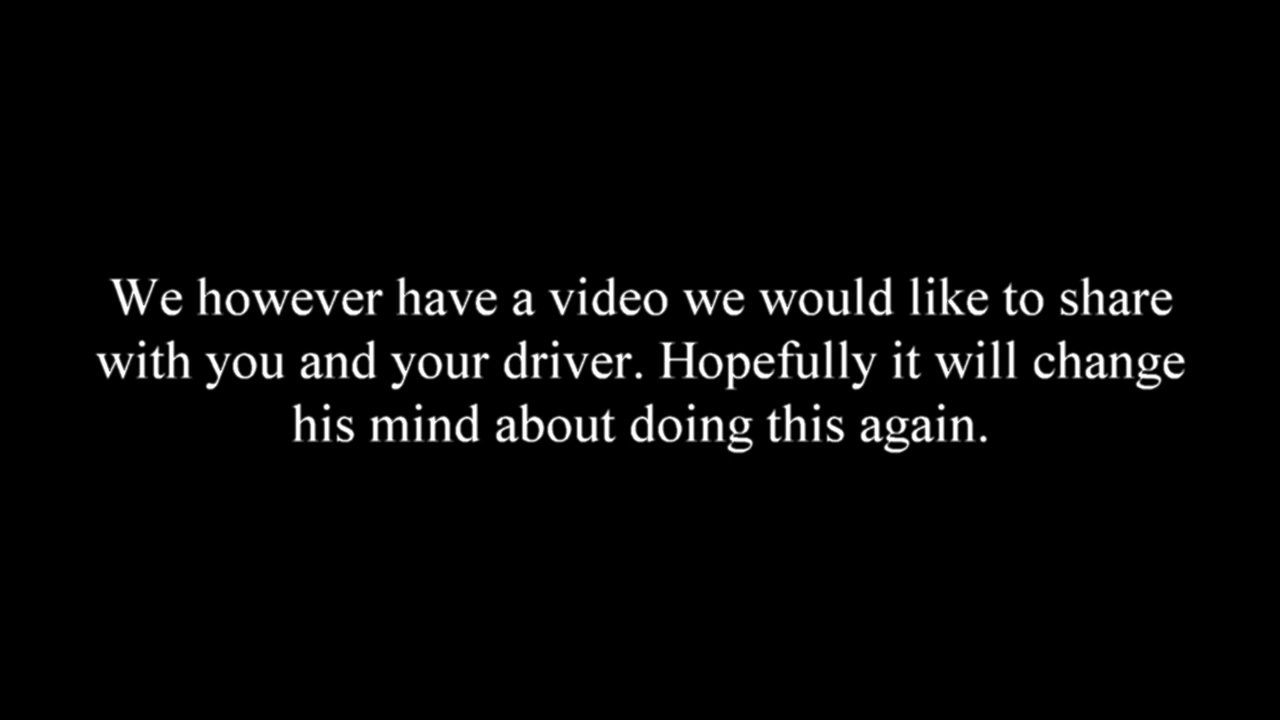 We however have a video we would like to share
with you and your driver. Hopefully it will change
his mind about doing this again.